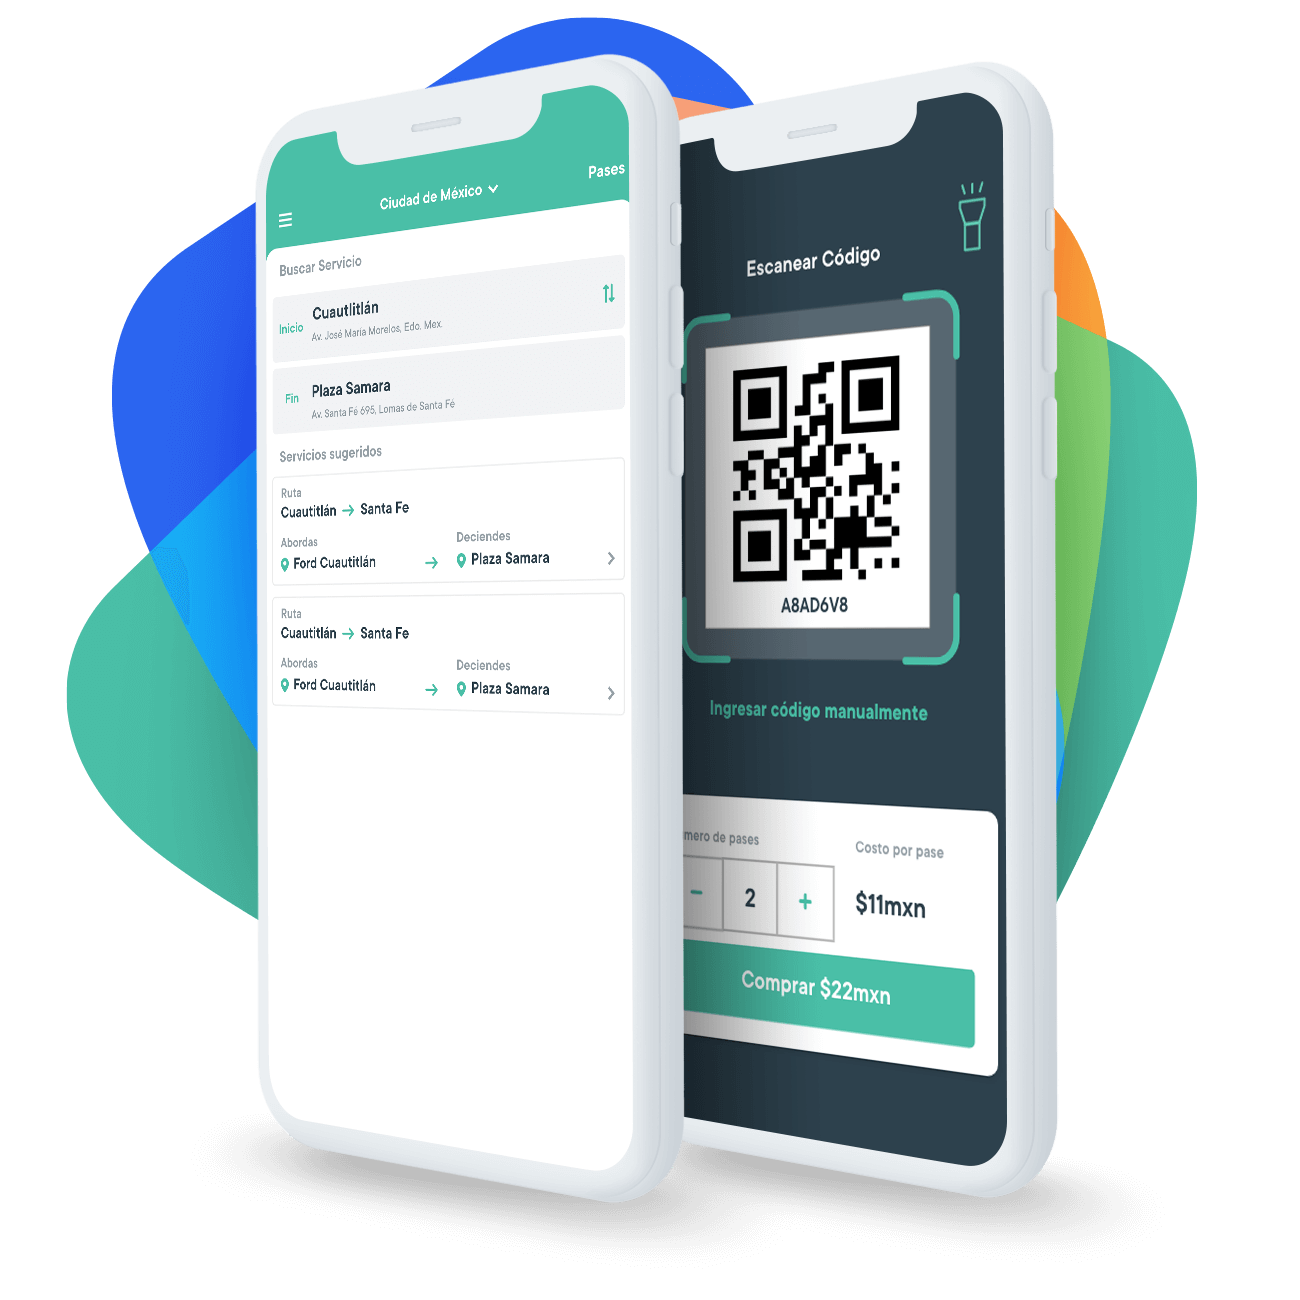 Ciudad de México
Pases
Buscar Servicio
Inicio
Cuautlitlán
Av. José María Morelos, Edo. Mex.
Fin
Plaza Samara
Av. Santa Fé 695, Lomas de Santa Fé
Servicios sugeridos
Ruta
Cuautitlán → Santa Fe
Abordas
Deciendes
Ford Cuautitlán → Plaza Samara
Ruta
Cuautitlán → Santa Fe
Abordas
Deciendes
Ford Cuautitlán → Plaza Samara
Escanear Código
A8AD6V8
Ingresar código manualmente
mero de pases
Costo por pase
− 2 +
$11mxn
Comprar $22mxn